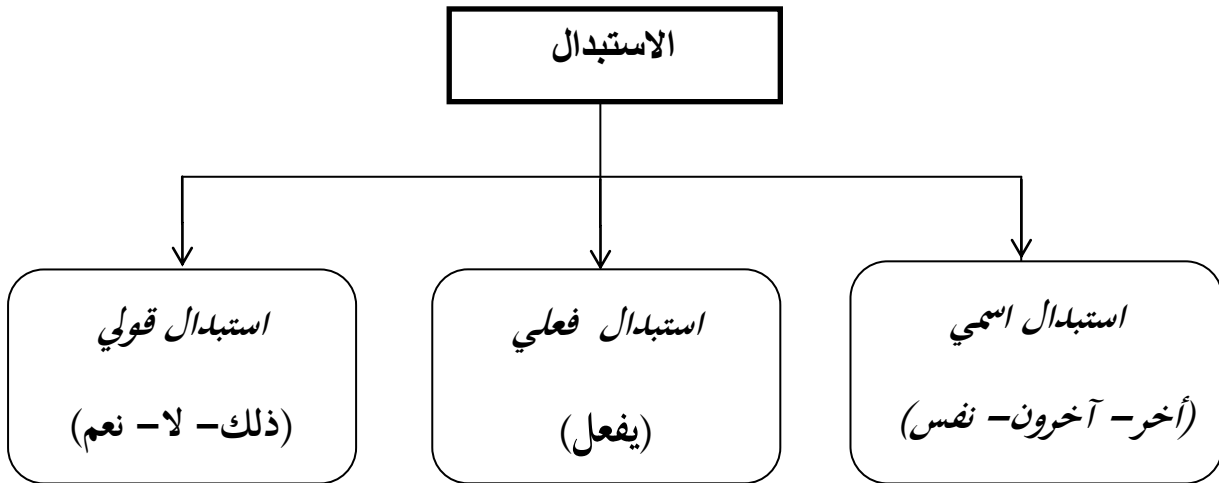 الاستبدال
استبدال اسمي
(أخر– آخرون– نفس)
استبدال فعلي
(يفعل)
استبدال قولي
(ذلك– لا– نعم)